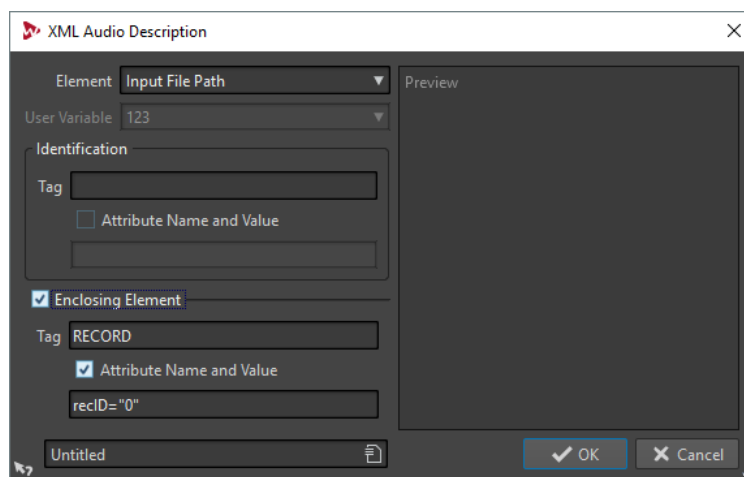 XML Audio Description
Element Input File Path
Preview
User Variable 123
Identification
Tag
Attribute Name and Value
Enclosing Element
Tag RECORD
Attribute Name and Value
recID="0"
Untitled
OK
Cancel